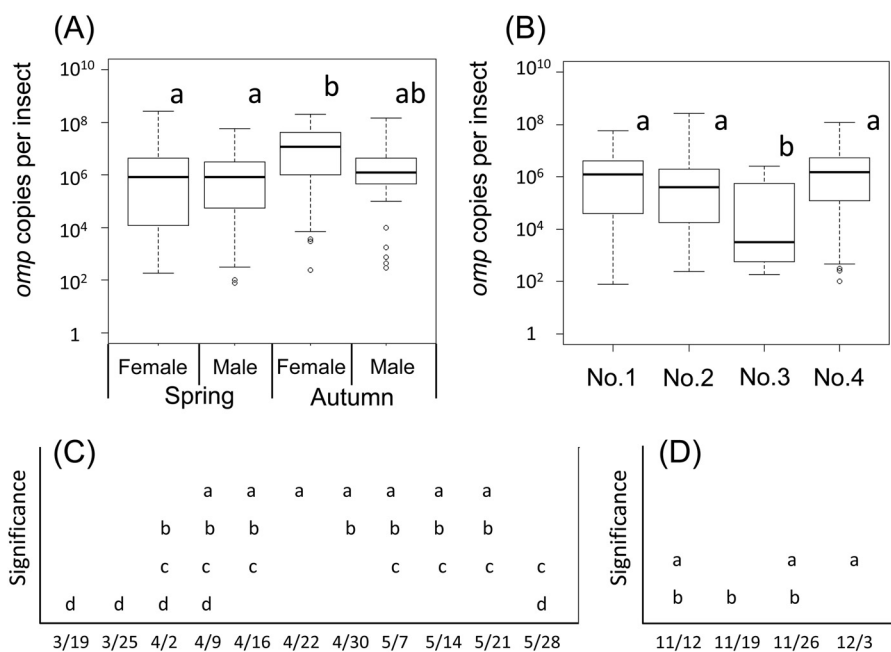 (A)
omp copies per insect
10^10
10^8
10^6
10^4
10^2
1
a a b ab
Female Male Female Male
Spring Autumn
(B)
omp copies per insect
10^10
10^8
10^6
10^4
10^2
1
a a b a
No.1 No.2 No.3 No.4
(C)
Significance
a a a a a a a
b b b b b b b
c c c c c c c
d d d d d
3/19 3/25 4/2 4/9 4/16 4/22 4/30 5/7 5/14 5/21 5/28
(D)
Significance
a a a
b b b
11/12 11/19 11/26 12/3